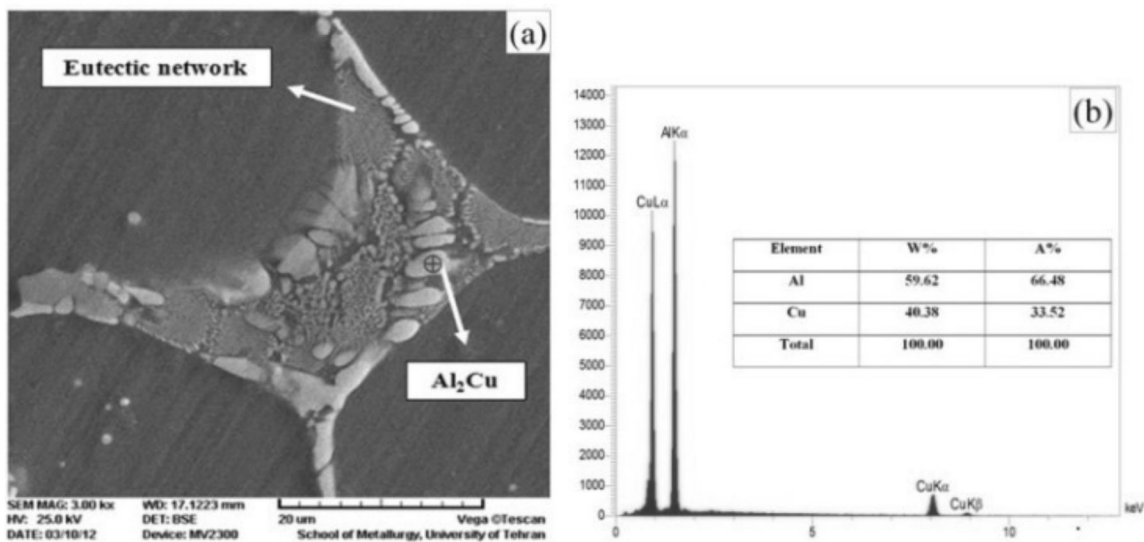 (a)
Eutectic network
Al₂Cu
SEM MAG: 3.00 kx WD: 17.1223 mm
HV: 25.0 kV DET: BSE 20 um Vega ©Tescan
DATE: 03/10/12 Device: MV2300 School of Metallurgy, University of Tehran
(b)
14000
13000
12000
11000
10000
9000
8000
7000
6000
5000
4000
3000
2000
1000
0
CuLα
AlKα
CuKα
CuKβ
Element W% A%
Al 59.62 66.48
Cu 40.38 33.52
Total 100.00 100.00
0 5 10 keV